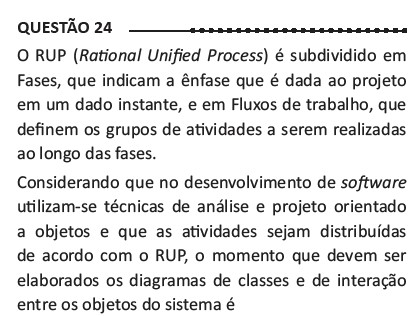 QUESTÃO 24
O RUP (Rational Unified Process) é subdividido em
Fases, que indicam a ênfase que é dada ao projeto
em um dado instante, e em Fluxos de trabalho, que
definem os grupos de atividades a serem realizadas
ao longo das fases.
Considerando que no desenvolvimento de software
utilizam-se técnicas de análise e projeto orientado
a objetos e que as atividades sejam distribuídas
de acordo com o RUP, o momento que devem ser
elaborados os diagramas de classes e de interação
entre os objetos do sistema é